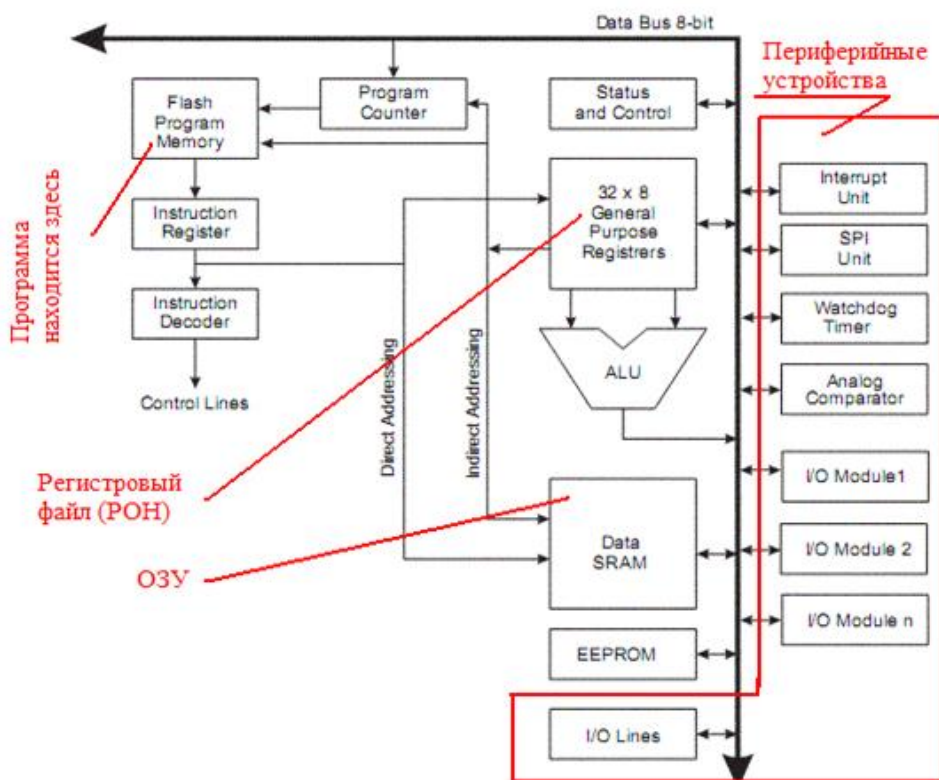 Data Bus 8-bit
Периферийные
устройства
Flash
Program
Memory
Program
Counter
Status
and Control
Interrupt
Unit
32 x 8
General
Purpose
Registrers
Instruction
Register
SPI
Unit
Программа
находится здесь
Instruction
Decoder
Watchdog
Timer
ALU
Analog
Comparator
Control Lines
Direct Addressing
Indirect Addressing
I/O Module1
Регистровый
файл (РОН)
Data
SRAM
I/O Module 2
ОЗУ
I/O Module n
EEPROM
I/O Lines